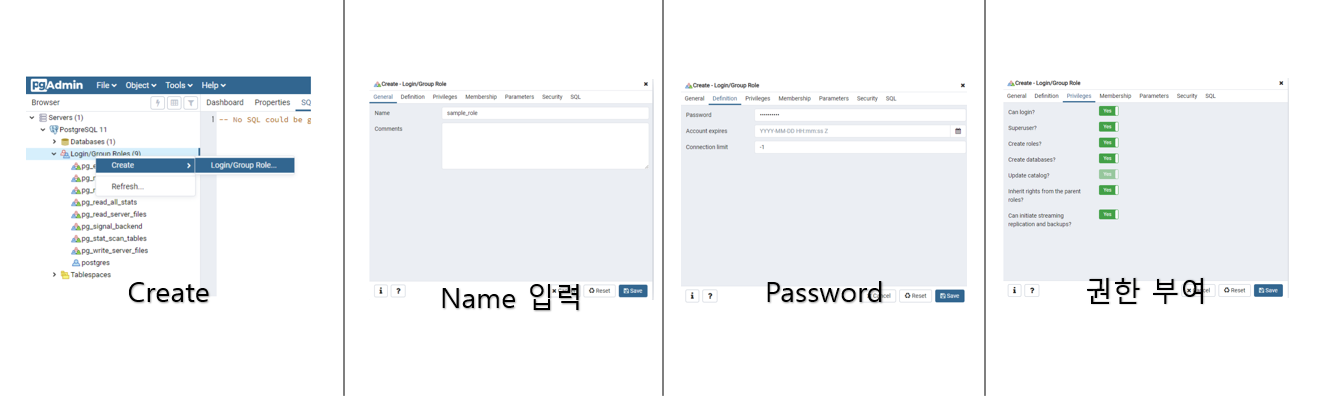 pgAdmin File Object Tools Help
Browser Dashboard Properties SQ
Servers (1) 1 -- No SQL could be g
PostgreSQL 11
Databases (1)
Login/Group Roles (9)
Create Login/Group Role...
Refresh...
pg_read_all_stats
pg_read_server_files
pg_signal_backend
pg_stat_scan_tables
pg_write_server_files
postgres
Tablespaces
Create
Create - Login/Group Role
General Definition Privileges Membership Parameters Security SQL
Name sample_role
Comments
i ? Reset Save
Name 입력
Create - Login/Group Role
General Definition Privileges Membership Parameters Security SQL
Password ••••••••••
Account expires YYYY-MM-DD HH:mm:ss Z
Connection limit -1
i ? Reset Save
Password
Create - Login/Group Role
General Definition Privileges Membership Parameters Security SQL
Can login? Yes
Superuser? Yes
Create roles? Yes
Create databases? Yes
Update catalog? Yes
Inherit rights from the parent Yes
roles?
Can initiate streaming Yes
replication and backups?
i ? Reset Save
권한 부여